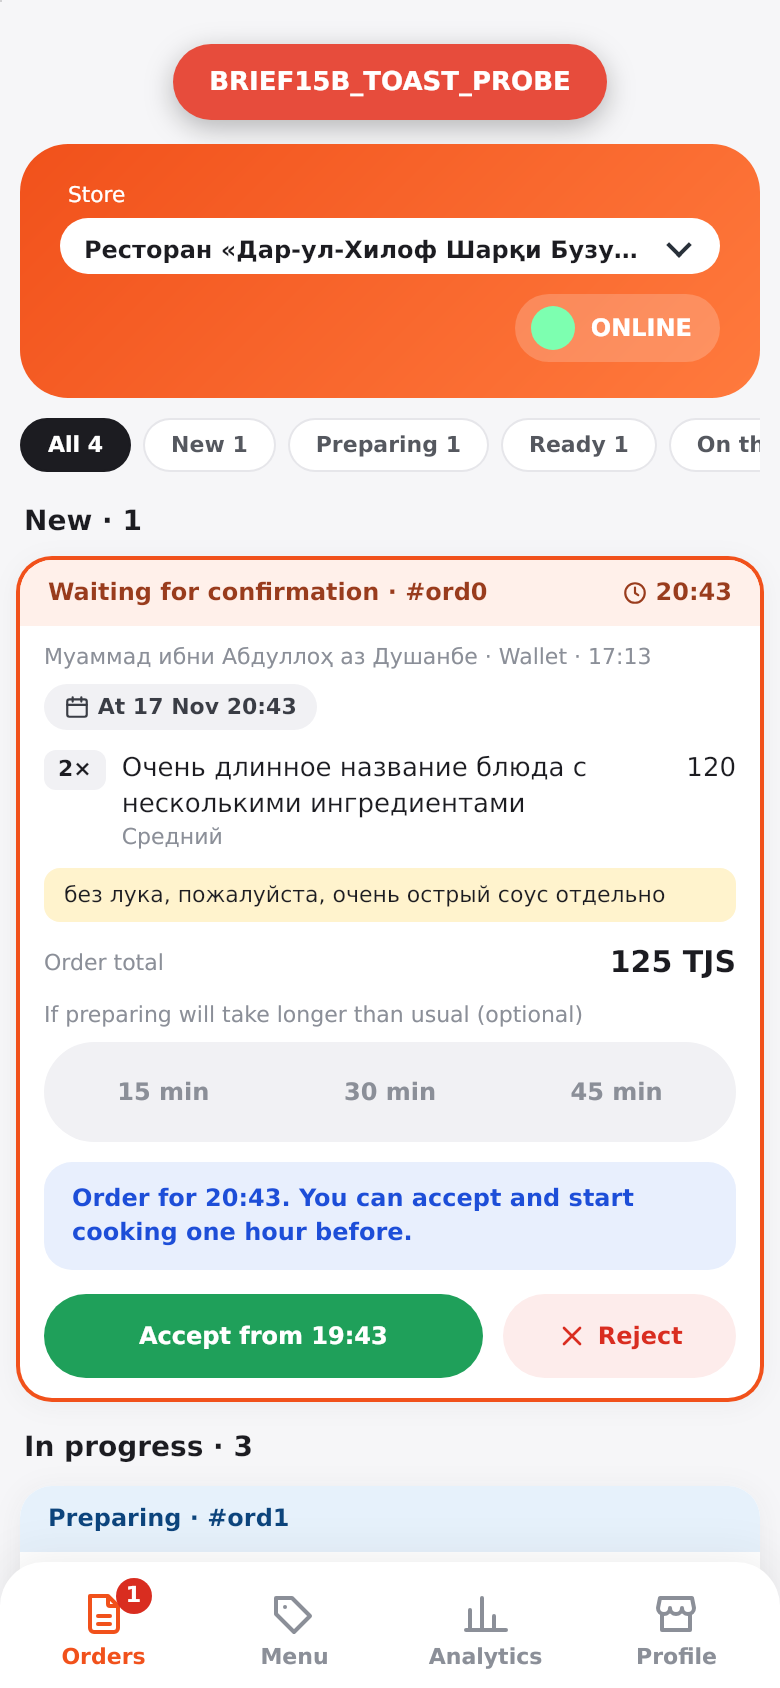 BRIEF15B_TOAST_PROBE
Store
Ресторан «Дар-ул-Хилоф Шарқи Бузу...
ONLINE
All 4
New 1
Preparing 1
Ready 1
On th
New · 1
Waiting for confirmation · #ord0
20:43
Муаммад ибни Абдуллоҳ аз Душанбе · Wallet · 17:13
At 17 Nov 20:43
2×
Очень длинное название блюда с
120
несколькими ингредиентами
Средний
без лука, пожалуйста, очень острый соус отдельно
Order total
125 TJS
If preparing will take longer than usual (optional)
15 min
30 min
45 min
Order for 20:43. You can accept and start
cooking one hour before.
Accept from 19:43
Reject
In progress · 3
Preparing · #ord1
1
Orders
Menu
Analytics
Profile